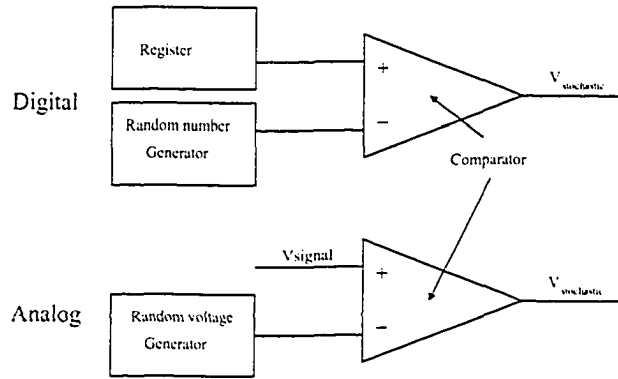 Register
+
V stochastic
Digital
Random number
Generator
−
Comparator
Vsignal
+
V stochastic
Analog
Random voltage
Generator
−